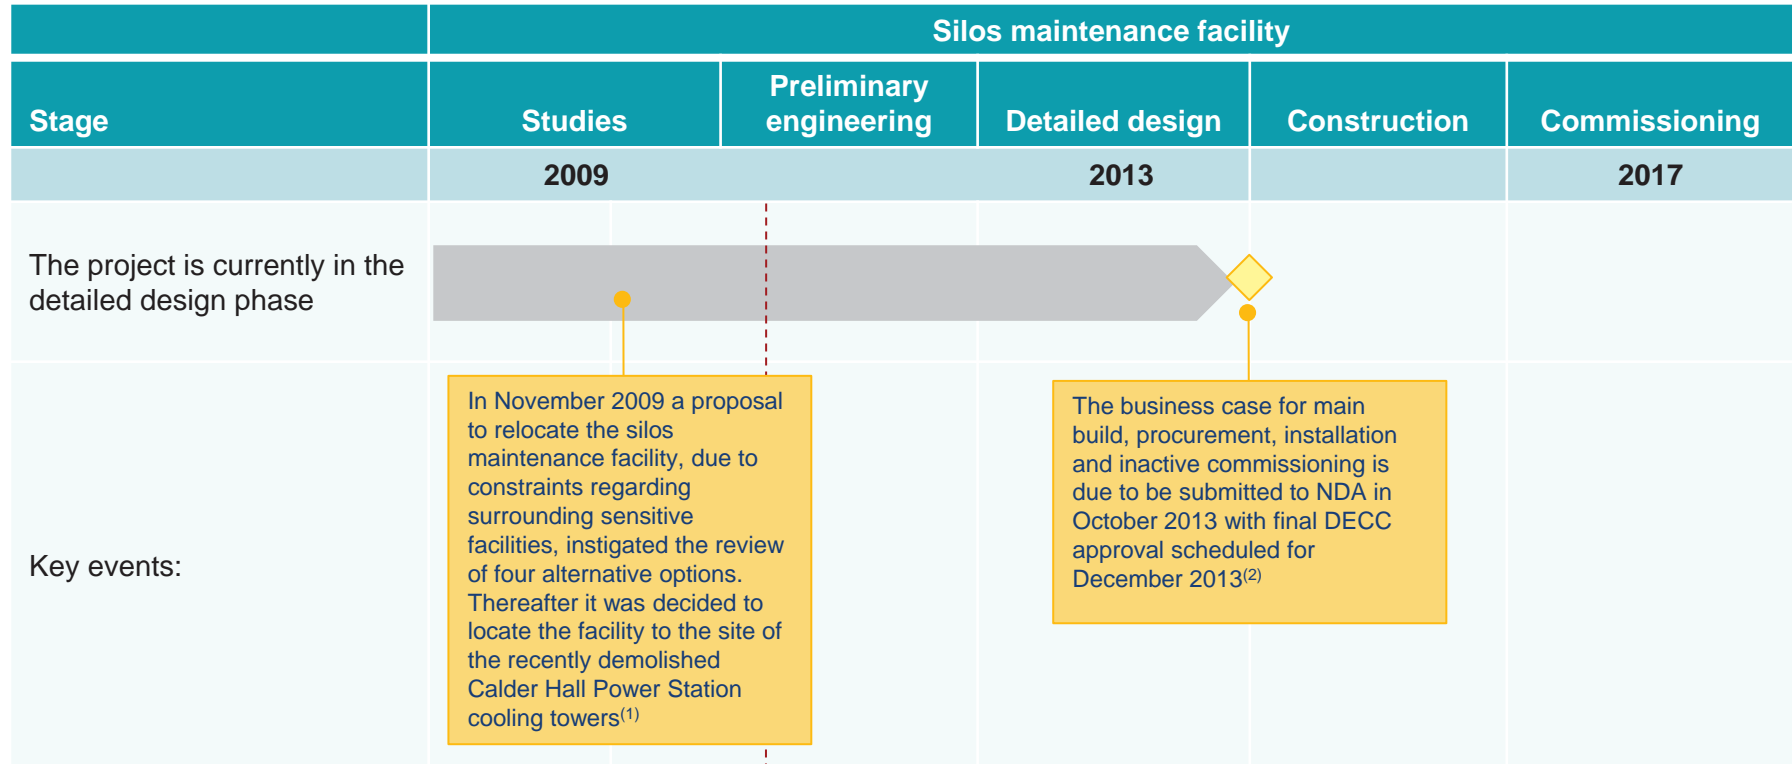 Silos maintenance facility
Stage
Studies
Preliminary
engineering
Detailed design
Construction
Commissioning
2009
2013
2017
The project is currently in the
detailed design phase
Key events:
In November 2009 a proposal
to relocate the silos
maintenance facility, due to
constraints regarding
surrounding sensitive
facilities, instigated the review
of four alternative options.
Thereafter it was decided to
locate the facility to the site of
the recently demolished
Calder Hall Power Station
cooling towers(1)
The business case for main
build, procurement, installation
and inactive commissioning is
due to be submitted to NDA in
October 2013 with final DECC
approval scheduled for
December 2013(2)